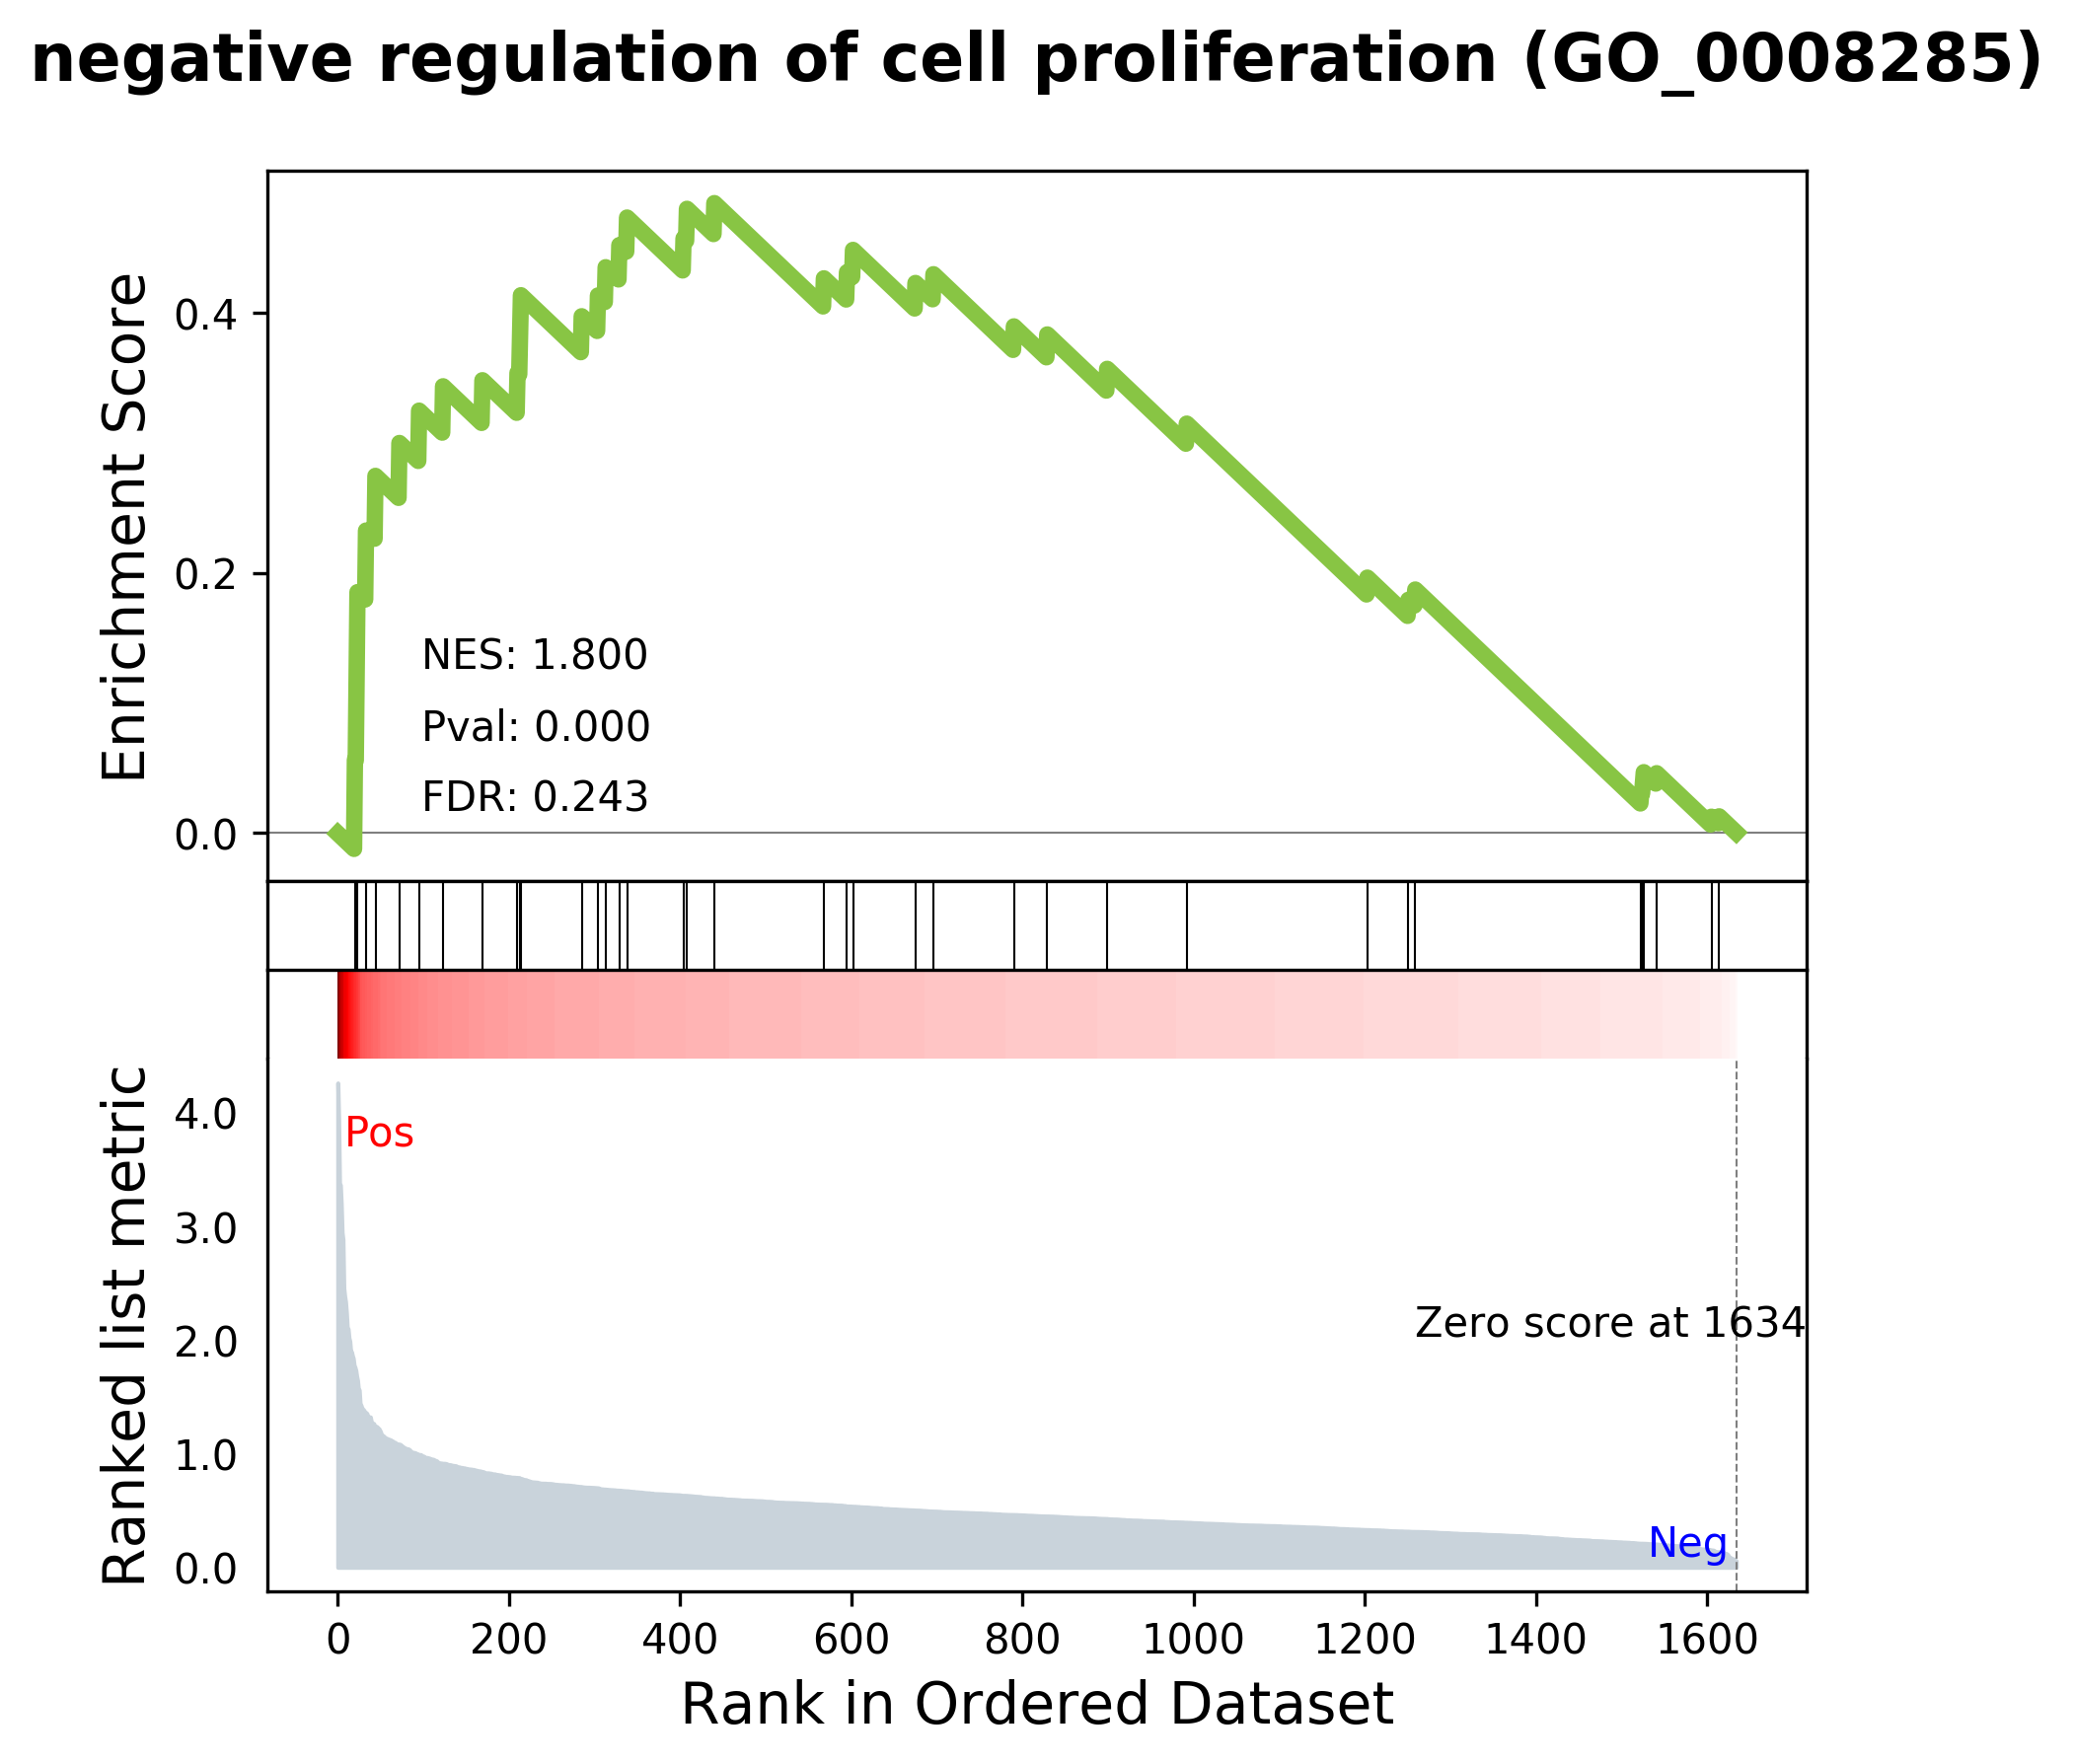 negative regulation of cell proliferation (GO_0008285)
Enrichment Score
0.4
0.2
0.0
NES: 1.800
Pval: 0.000
FDR: 0.243
Ranked list metric
4.0
3.0
2.0
1.0
0.0
Pos
Zero score at 1634
Neg
0 200 400 600 800 1000 1200 1400 1600
Rank in Ordered Dataset